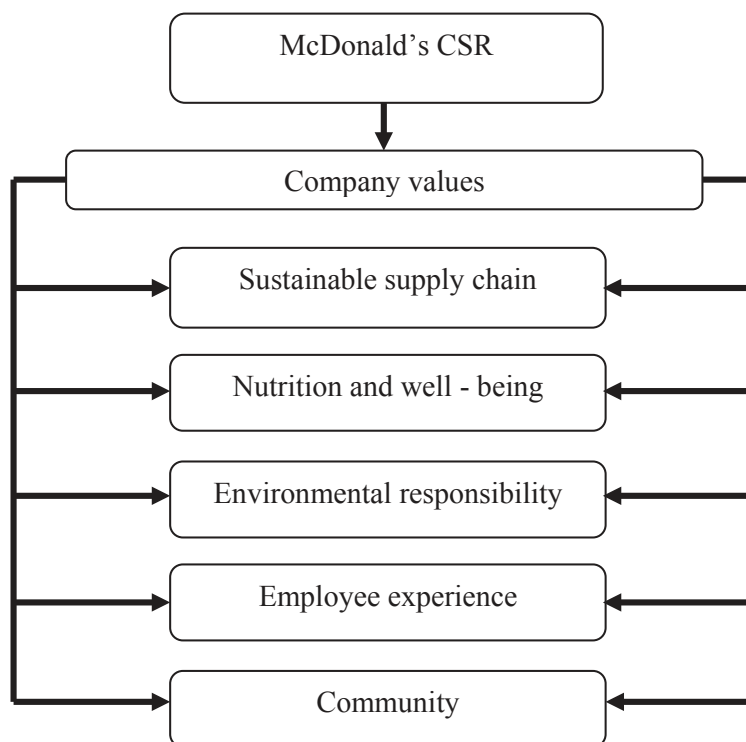 McDonald’s CSR
Company values
Sustainable supply chain
Nutrition and well - being
Environmental responsibility
Employee experience
Community